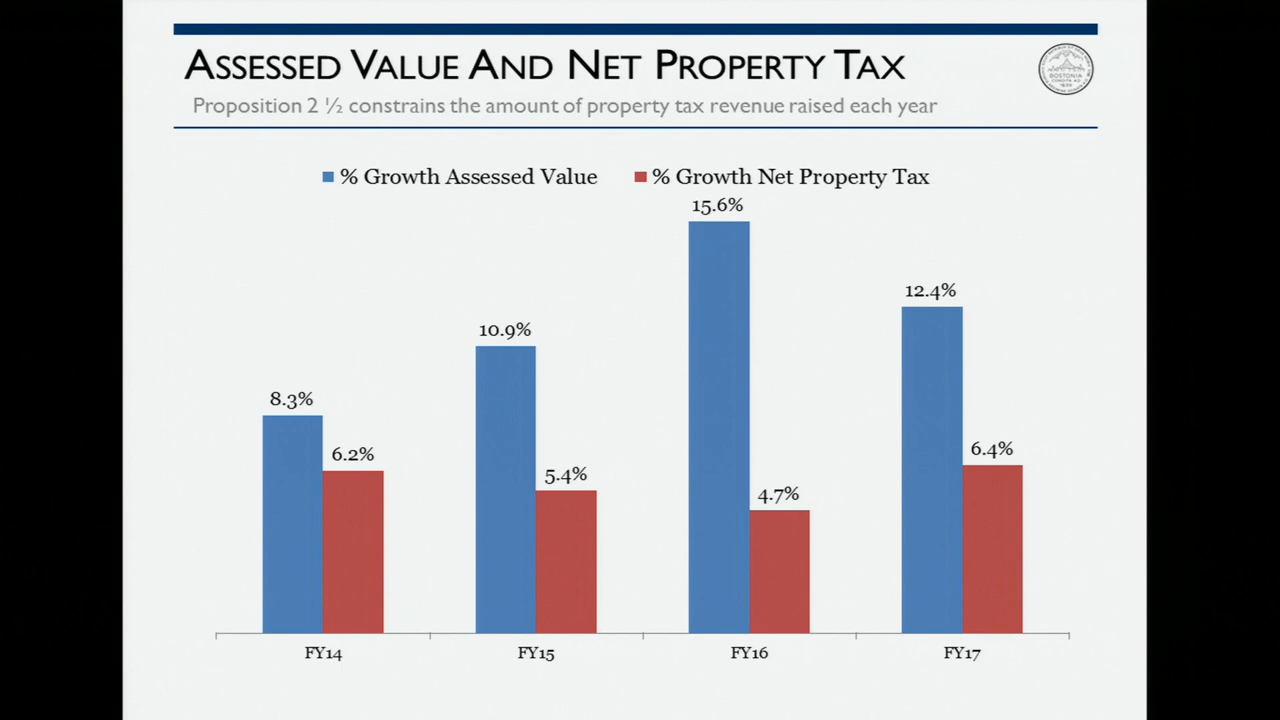 ASSESSED VALUE AND NET PROPERTY TAX
Proposition 2 ½ constrains the amount of property tax revenue raised each year
BOSTONIA
% Growth Assessed Value
% Growth Net Property Tax
15.6%
12.4%
10.9%
8.3%
6.2%
5.4%
4.7%
6.4%
FY14
FY15
FY16
FY17